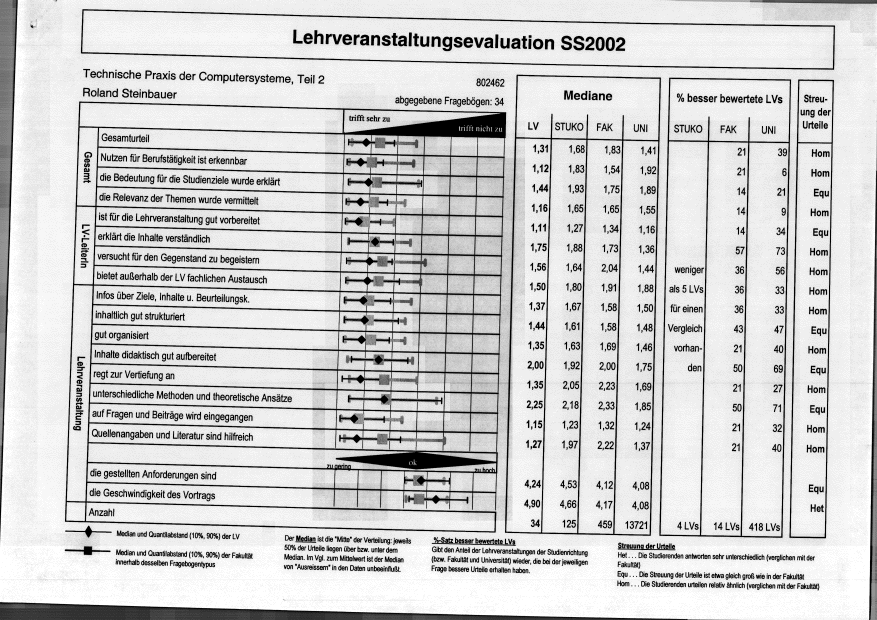 Lehrveranstaltungsevaluation SS2002
Technische Praxis der Computersysteme, Teil 2 802462
Roland Steinbauer abgegebene Fragebögen: 34
Mediane % besser bewertete LVs Streu-
ung der
Urteile
trifft sehr zu trifft nicht zu
LV STUKO FAK UNI STUKO FAK UNI
Gesamt
Gesamturteil 1,31 1,68 1,83 1,41 21 39 Hom
Nutzen für Berufstätigkeit ist erkennbar 1,12 1,83 1,54 1,92 21 6 Hom
die Bedeutung für die Studienziele wurde erklärt 1,44 1,93 1,75 1,89 14 21 Equ
die Relevanz der Themen wurde vermittelt 1,16 1,65 1,65 1,55 14 9 Hom
LV-LeiterIn
ist für die Lehrveranstaltung gut vorbereitet 1,11 1,27 1,34 1,16 14 34 Equ
erklärt die Inhalte verständlich 1,75 1,88 1,73 1,36 57 73 Hom
versucht für den Gegenstand zu begeistern 1,56 1,64 2,04 1,44 weniger 36 56 Hom
bietet außerhalb der LV fachlichen Austausch 1,50 1,80 1,91 1,88 als 5 LVs 36 33 Hom
Lehrveranstaltung
Infos über Ziele, Inhalte u. Beurteilungsk. 1,37 1,67 1,58 1,50 für einen 36 33 Hom
inhaltlich gut strukturiert 1,44 1,61 1,58 1,48 Vergleich 43 47 Equ
gut organisiert 1,35 1,63 1,69 1,46 vorhan- 21 40 Hom
Inhalte didaktisch gut aufbereitet 2,00 1,92 2,00 1,75 den 50 69 Equ
regt zur Vertiefung an 1,35 2,05 2,23 1,69 21 27 Hom
unterschiedliche Methoden und theoretische Ansätze 2,25 2,18 2,33 1,85 50 71 Equ
auf Fragen und Beiträge wird eingegangen 1,15 1,23 1,32 1,24 21 32 Hom
Quellenangaben und Literatur sind hilfreich 1,27 1,97 2,22 1,37 21 40 Hom
zu gering ok zu hoch
die gestellten Anforderungen sind 4,24 4,53 4,12 4,08 Equ
die Geschwindigkeit des Vortrags 4,90 4,66 4,17 4,08 Het
Anzahl 34 125 459 13721 4 LVs 14 LVs 418 LVs
Median und Quantilabstand (10%, 90%) der LV
Median und Quantilabstand (10%, 90%) der Fakultät
innerhalb desselben Fragebogentypus
Der Median ist die "Mitte" der Verteilung: jeweils
50% der Urteile liegen über bzw. unter dem
Median. Im Vgl. zum Mittelwert ist der Median
von "Ausreissern" in den Daten unbeeinflußt.
%-Satz besser bewertete LVs
Gibt den Anteil der Lehrveranstaltungen der Studienrichtung
(bzw. Fakultät und Universität) wieder, die bei der jeweiligen
Frage bessere Urteile erhalten haben.
Streuung der Urteile
Het . . . Die Studierenden antworten sehr unterschiedlich (verglichen mit der
Fakultät)
Equ . . . Die Streuung der Urteile ist etwa gleich groß wie in der Fakultät
Hom . . . Die Studierenden urteilen relativ ähnlich (verglichen mit der Fakultät)